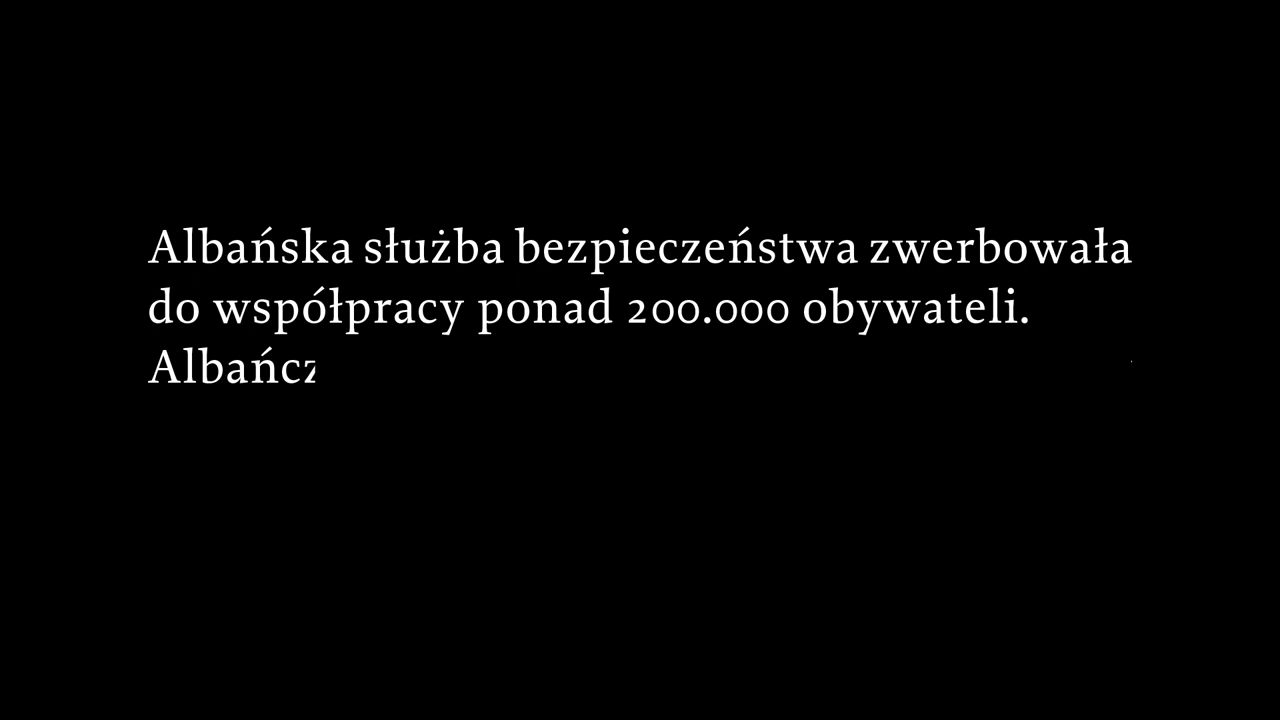 Albańska służba bezpieczeństwa zwerbowała
do współpracy ponad 200.000 obywateli.
Albańcz